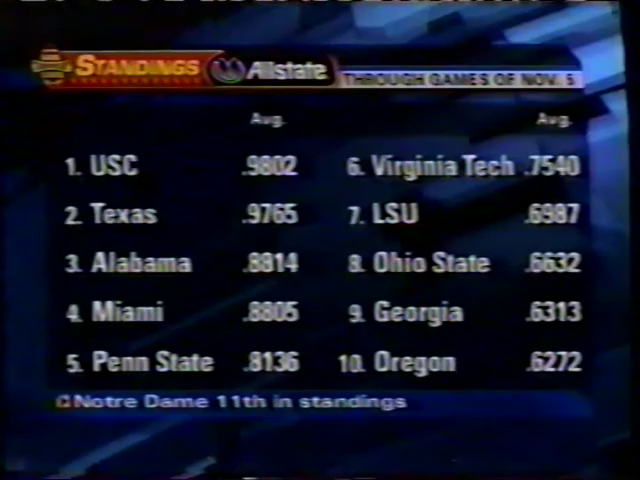 STANDINGS Allstate THROUGH GAMES OF NOV. 5
Avg. Avg.
1. USC .9802 6. Virginia Tech .7540
2. Texas .9765 7. LSU .6987
3. Alabama .8814 8. Ohio State .6632
4. Miami .8805 9. Georgia .6313
5. Penn State .8136 10. Oregon .6272
Notre Dame 11th in standings